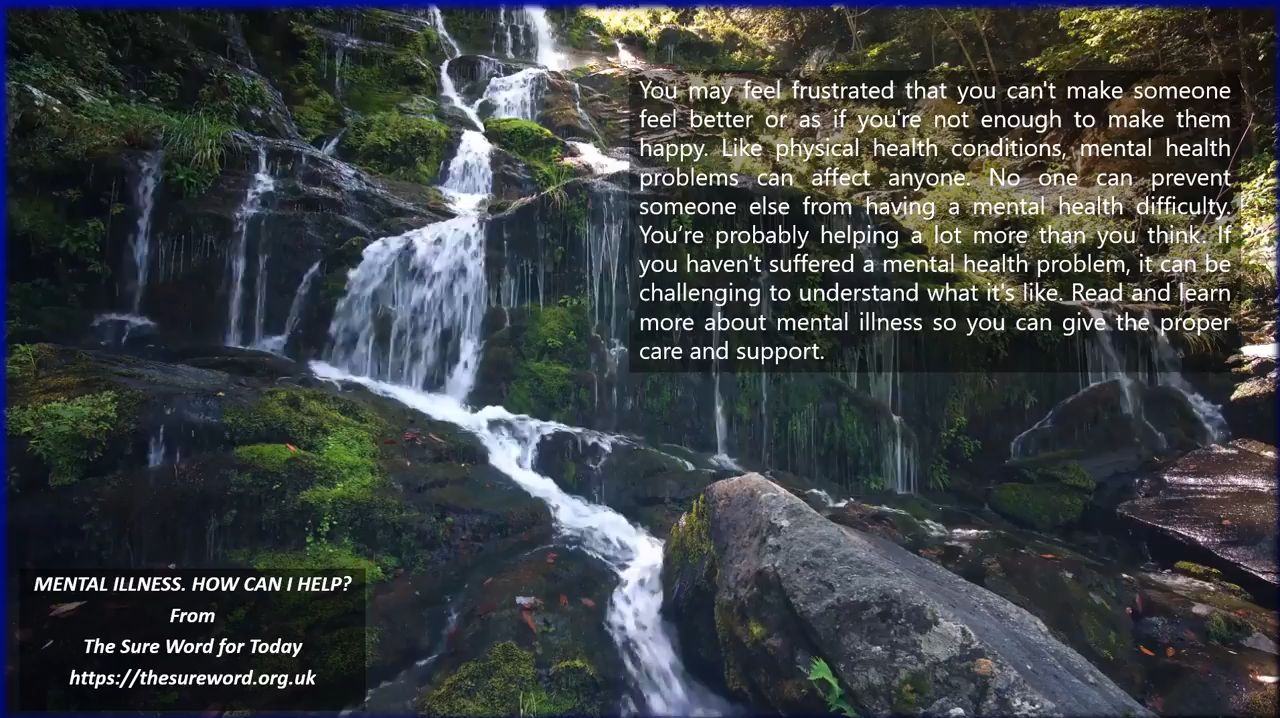 You may feel frustrated that you can't make someone
feel better or as if you're not enough to make them
happy. Like physical health conditions, mental health
problems can affect anyone. No one can prevent
someone else from having a mental health difficulty.
You’re probably helping a lot more than you think. If
you haven't suffered a mental health problem, it can be
challenging to understand what it's like. Read and learn
more about mental illness so you can give the proper
care and support.
MENTAL ILLNESS. HOW CAN I HELP?
From
The Sure Word for Today
https://thesureword.org.uk